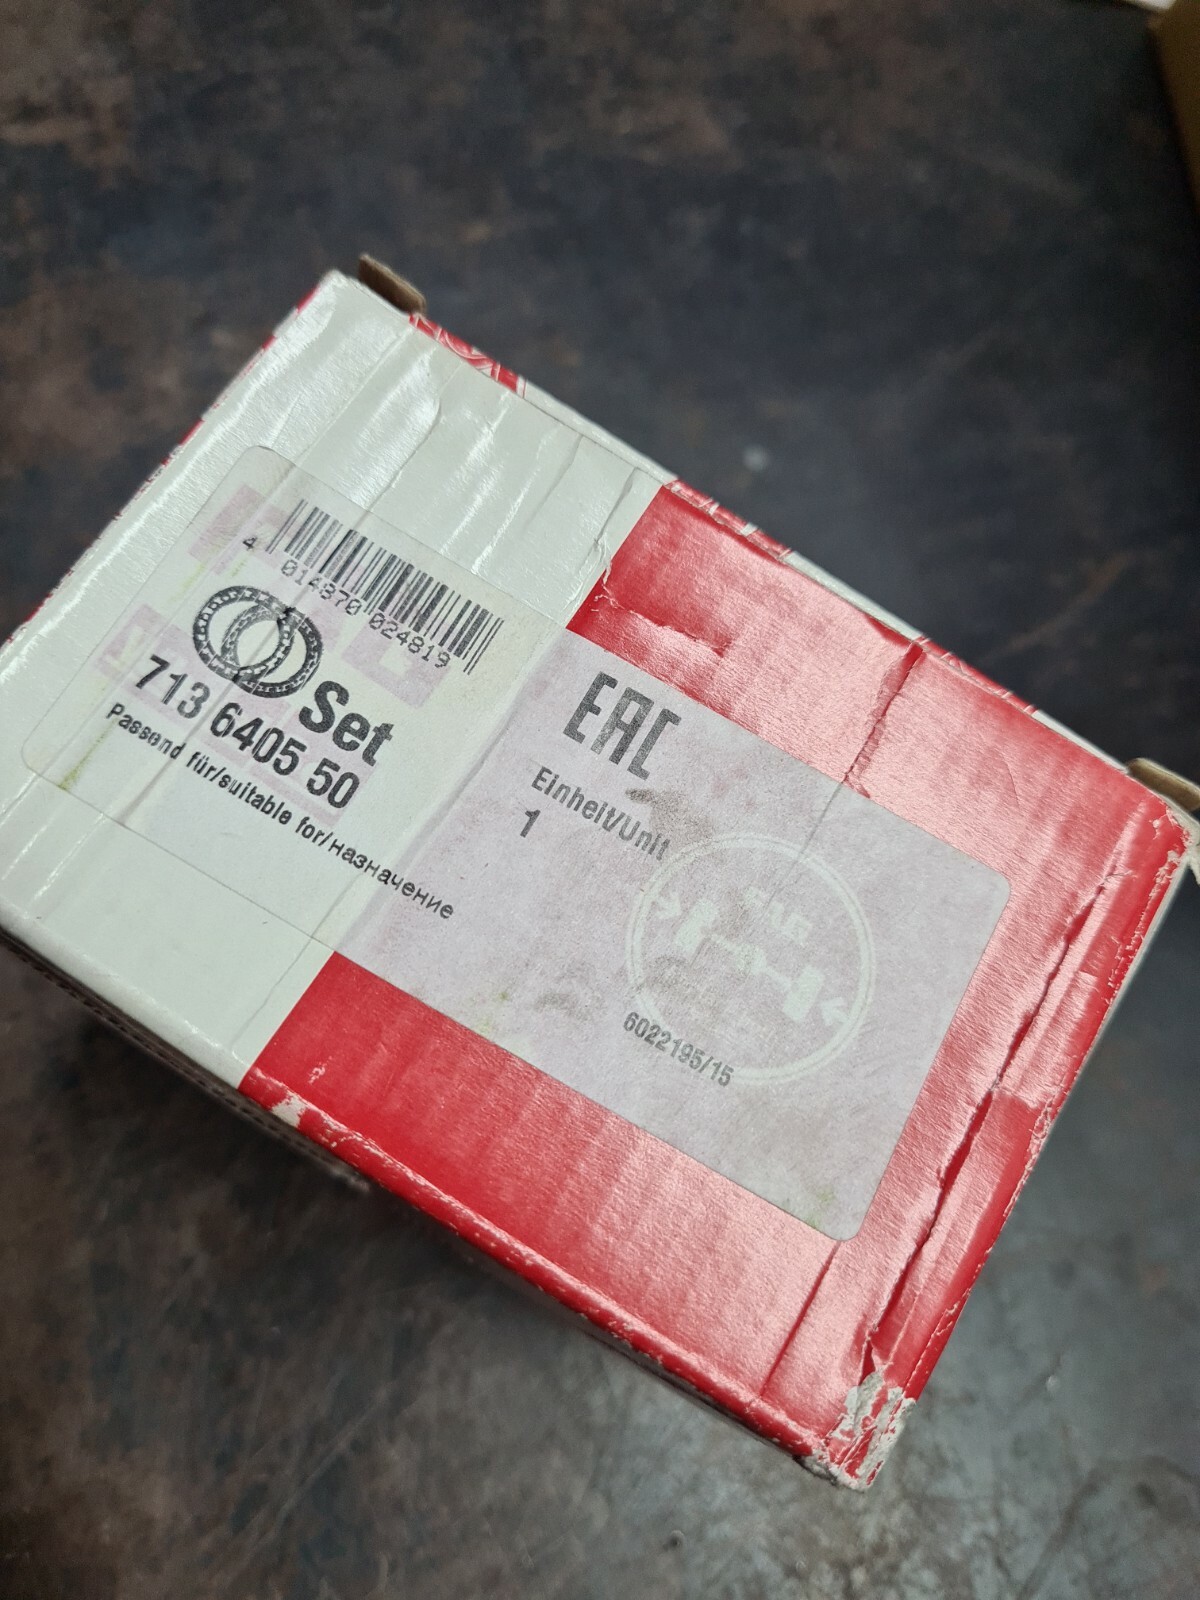 4 014870 024819
Set
713 6405 50
Passend für/suitable for/назначение
EAC
Einheit/Unit
1
6022195/15